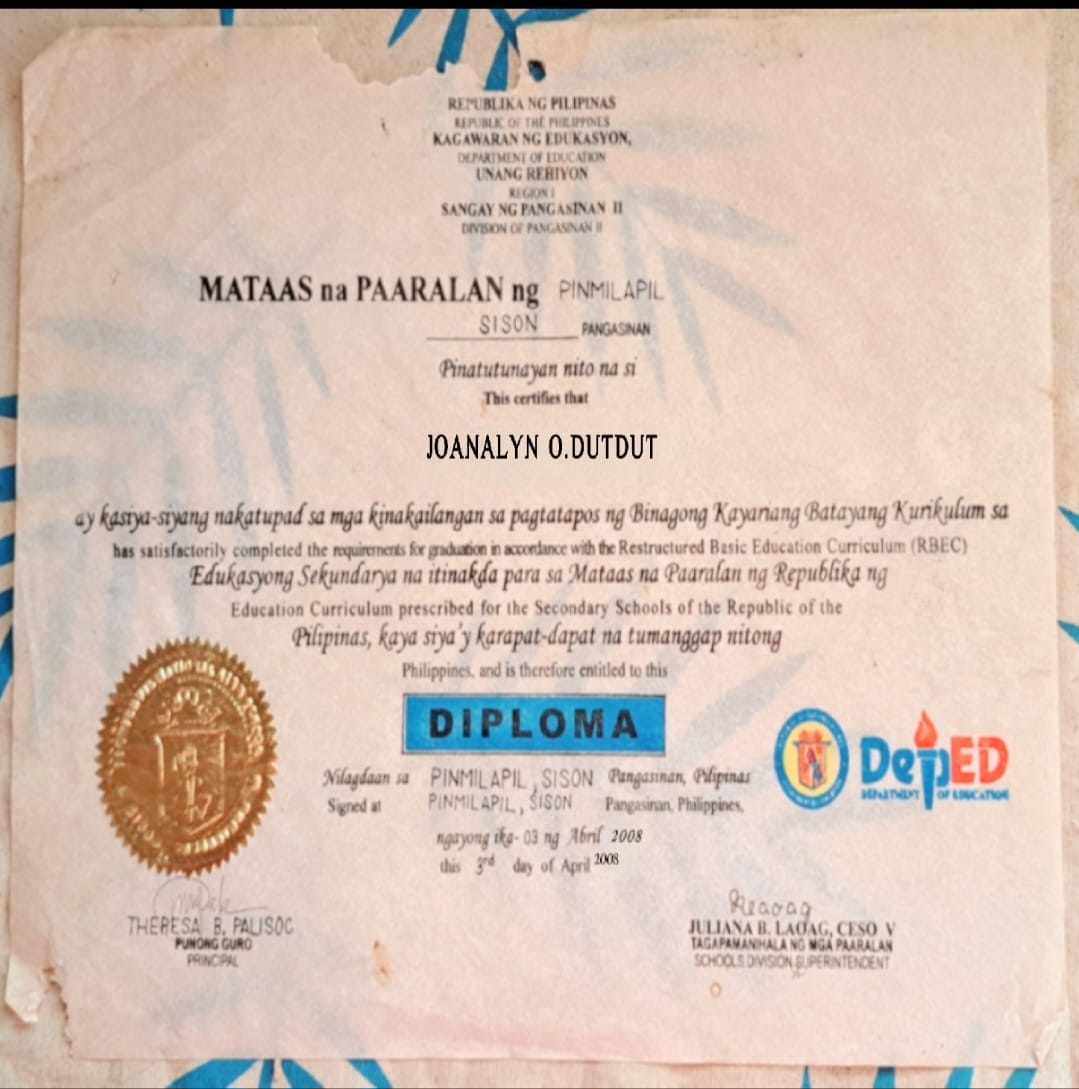 REPUBLIKA NG PILIPINAS
REPUBLIC OF THE PHILIPPINES
KAGAWARAN NG EDUKASYON,
DEPARTMENT OF EDUCATION
UNANG REHIYON
REGION I
SANGAY NG PANGASINAN II
DIVISION OF PANGASINAN II
MATAAS na PAARALAN ng PINMILAPIL
SISON PANGASINAN
Pinatutunayan nito na si
This certifies that
JOANALYN O.DUTDUT
ay kasiya-siyang nakatupad sa mga kinakailangan sa pagtatapos ng Binagong Kayariang Batayang Kurikulum sa
has satisfactorily completed the requirements for graduation in accordance with the Restructured Basic Education Curriculum (RBEC)
Edukasyong Sekundarya na itinakda para sa Mataas na Paaralan ng Republika ng
Education Curriculum prescribed for the Secondary Schools of the Republic of the
Pilipinas, kaya siya'y karapat-dapat na tumanggap nitong
Philippines, and is therefore entitled to this
DIPLOMA
DepED
DEPARTMENT OF EDUCATION
Nilagdaan sa PINMILAPIL, SISON Pangasinan, Pilipinas
Signed at PINMILAPIL, SISON Pangasinan, Philippines,
ngayong ika- 03 ng Abril 2008
this 3rd day of April 2008
THERESA B. PALISOC
PUNONG GURO
PRINCIPAL
JULIANA B. LAOAG, CESO V
TAGAPAMANIHALA NG MGA PAARALAN
SCHOOLS DIVISION SUPERINTENDENT